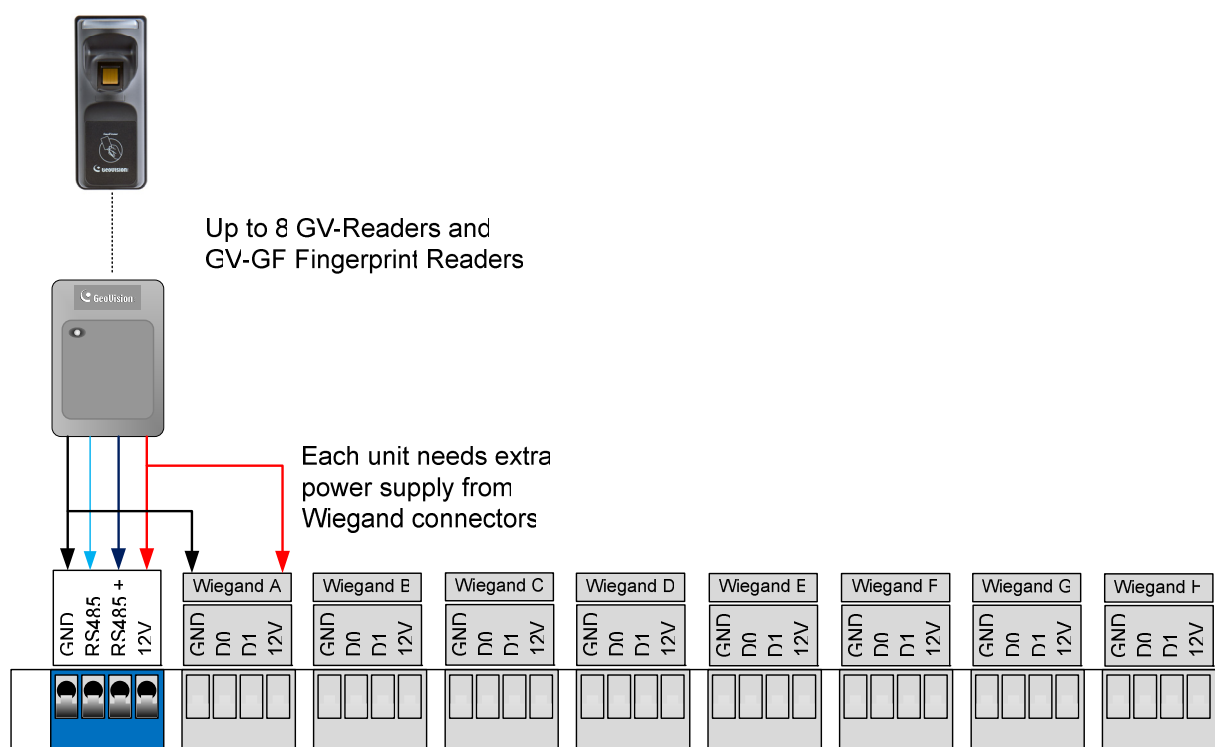 GeoVision
Up to 8 GV-Readers and
GV-GF Fingerprint Readers
GeoVision
Each unit needs extra
power supply from
Wiegand connectors
GND
RS485
RS485 +
12V
Wiegand A
GND
D0
D1
12V
Wiegand B
GND
D0
D1
12V
Wiegand C
GND
D0
D1
12V
Wiegand D
GND
D0
D1
12V
Wiegand E
GND
D0
D1
12V
Wiegand F
GND
D0
D1
12V
Wiegand G
GND
D0
D1
12V
Wiegand H
GND
D0
D1
12V